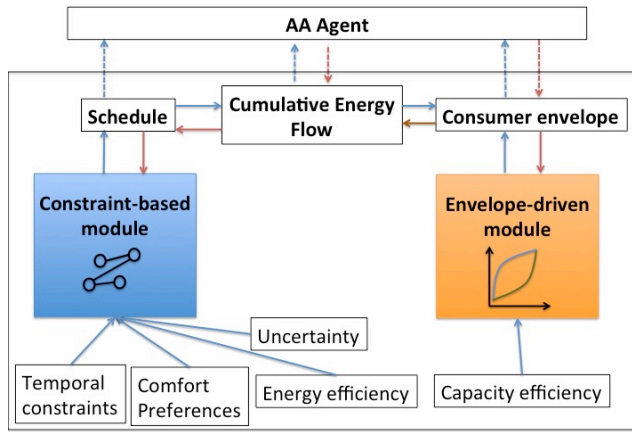 AA Agent
Schedule
Cumulative Energy
Flow
Consumer envelope
Constraint-based
module
Envelope-driven
module
Uncertainty
Temporal
constraints
Comfort
Preferences
Energy efficiency
Capacity efficiency